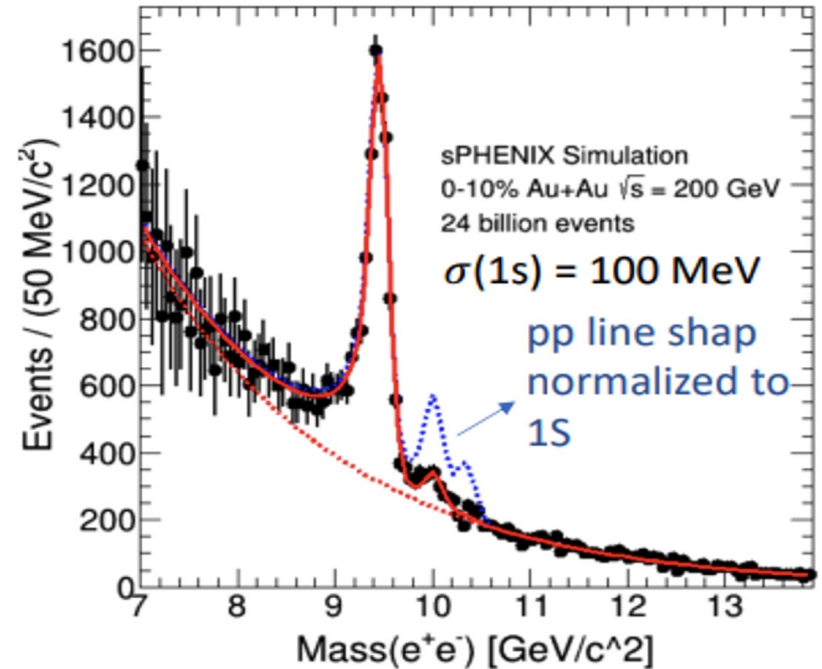 1600
1400
1200
1000
800
600
400
200
0
Events / (50 MeV/c²)
sPHENIX Simulation
0-10% Au+Au √s = 200 GeV
24 billion events
σ(1s) = 100 MeV
pp line shap
normalized to
1S
7 8 9 10 11 12 13
Mass(e⁺e⁻) [GeV/c^2]